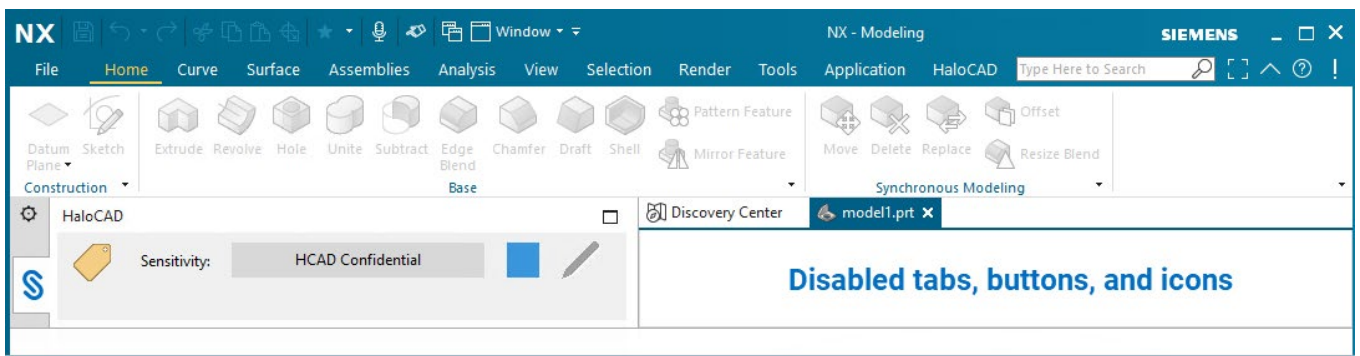 NX Window NX - Modeling SIEMENS
File Home Curve Surface Assemblies Analysis View Selection Render Tools Application HaloCAD Type Here to Search
Datum Plane Sketch Extrude Revolve Hole Unite Subtract Edge Blend Chamfer Draft Shell Pattern Feature Mirror Feature Move Delete Replace Offset Resize Blend
Construction Base Synchronous Modeling
HaloCAD Discovery Center model1.prt
Sensitivity: HCAD Confidential
Disabled tabs, buttons, and icons